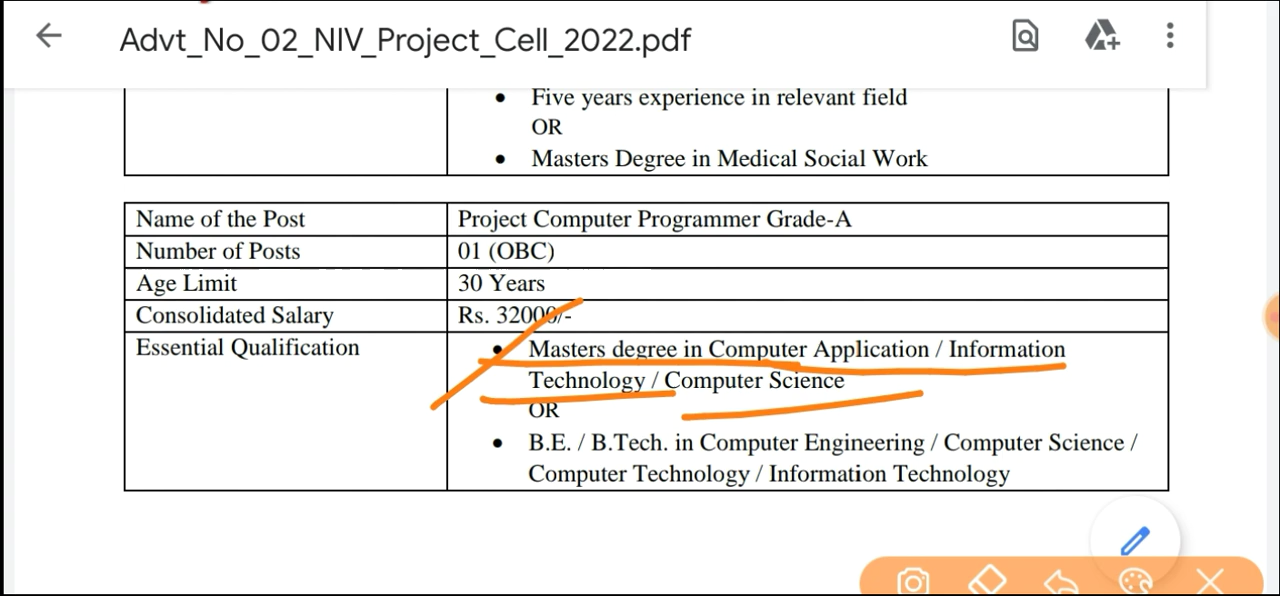 Advt_No_02_NIV_Project_Cell_2022.pdf
• Five years experience in relevant field
OR
• Masters Degree in Medical Social Work
Name of the Post Project Computer Programmer Grade-A
Number of Posts 01 (OBC)
Age Limit 30 Years
Consolidated Salary Rs. 32000/-
Essential Qualification • Masters degree in Computer Application / Information
Technology / Computer Science
OR
• B.E. / B.Tech. in Computer Engineering / Computer Science /
Computer Technology / Information Technology